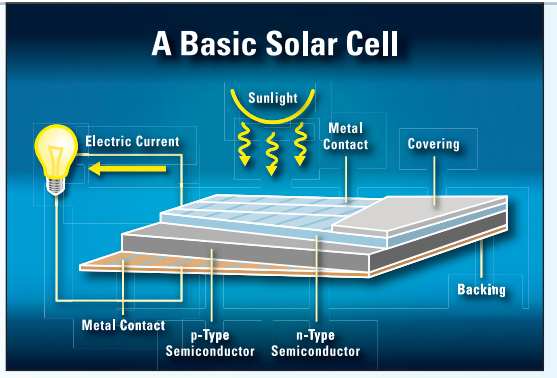 A Basic Solar Cell
Sunlight
Electric Current
Metal
Contact
Covering
Backing
Metal Contact
p-Type
Semiconductor
n-Type
Semiconductor